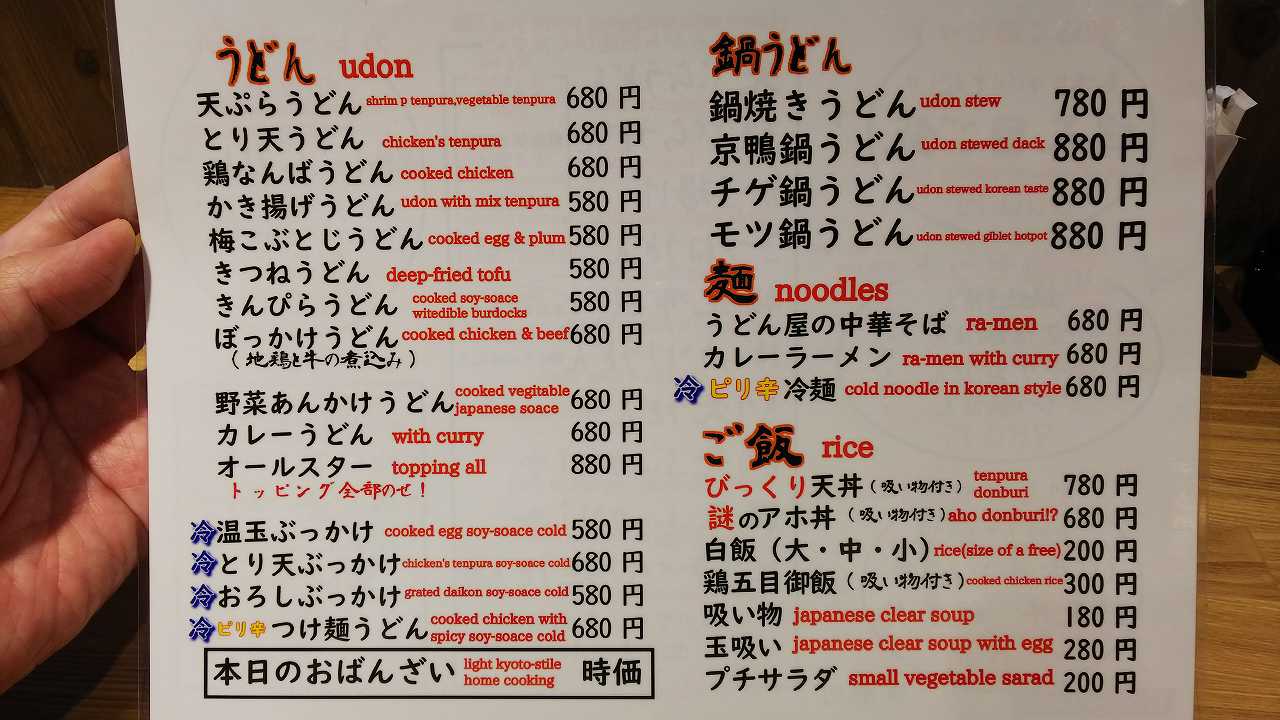 うどん udon
天ぷらうどん shrim p tenpura,vegetable tenpura 680 円
とり天うどん chicken's tenpura 680 円
鶏なんばうどん cooked chicken 680 円
かき揚げうどん udon with mix tenpura 580 円
梅こぶとじうどん cooked egg & plum 580 円
きつねうどん deep-fried tofu 580 円
きんぴらうどん cooked soy-soace witedible burdocks 580 円
ぼっかけうどん cooked chicken & beef 680 円
(地鶏と牛の煮込み)
野菜あんかけうどん cooked vegitable japanese soace 680 円
カレーうどん with curry 680 円
オールスター topping all 880 円
トッピング全部のせ!
冷 温玉ぶっかけ cooked egg soy-soace cold 580 円
冷 とり天ぶっかけ chicken's tenpura soy-soace cold 680 円
冷 おろしぶっかけ grated daikon soy-soace cold 580 円
冷 ピリ辛 つけ麺うどん cooked chicken with spicy soy-soace cold 680 円
本日のおばんざい light kyoto-stile home cooking 時価
鍋うどん
鍋焼きうどん udon stew 780 円
京鴨鍋うどん udon stewed dack 880 円
チゲ鍋うどん udon stewed korean taste 880 円
モツ鍋うどん udon stewed giblet hotpot 880 円
麺 noodles
うどん屋の中華そば ra-men 680 円
カレーラーメン ra-men with curry 680 円
冷 ピリ辛 冷麺 cold noodle in korean style 680 円
ご飯 rice
びっくり天丼(吸い物付き) tenpura donburi 780 円
謎のアホ丼(吸い物付き) aho donburi!? 680 円
白飯(大・中・小) rice(size of a free) 200 円
鶏五目御飯(吸い物付き) cooked chicken rice 300 円
吸い物 japanese clear soup 180 円
玉吸い japanese clear soup with egg 280 円
プチサラダ small vegetable sarad 200 円